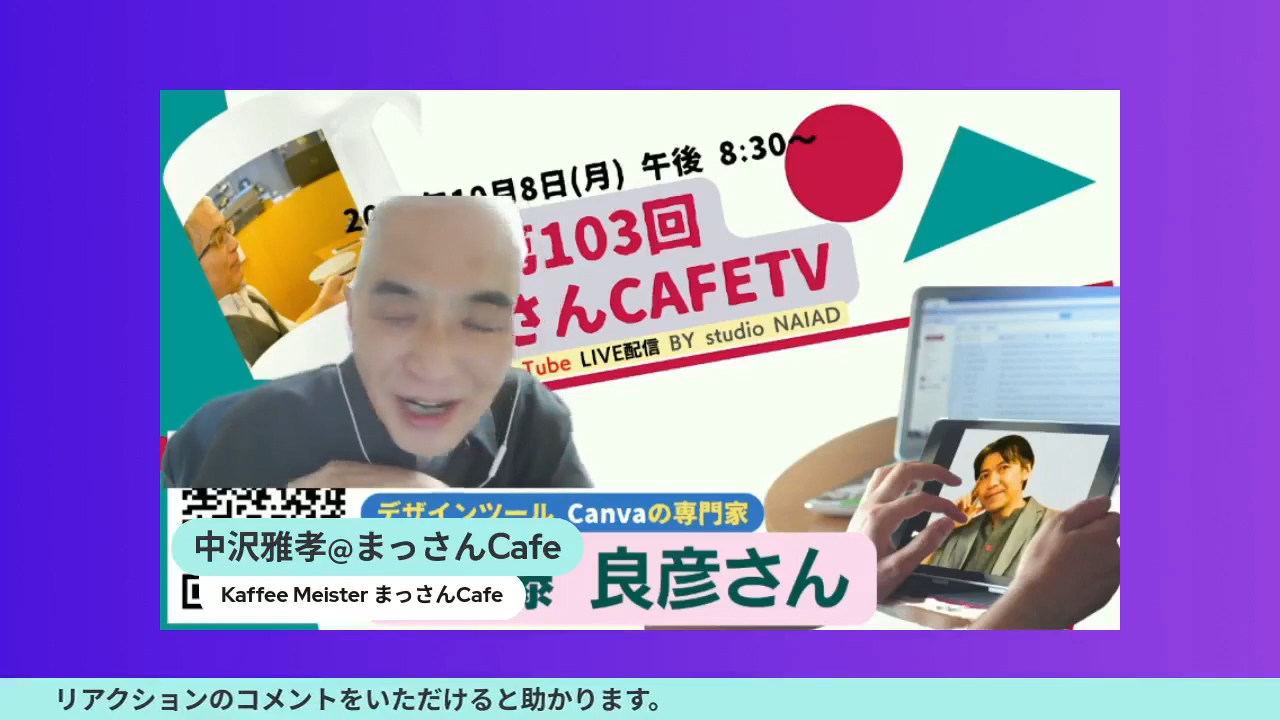 月8日(月) 午後 8:30～
103回
さんCAFETV
Tube LIVE配信 BY studio NAIAD
デザインツール Canvaの専門家
中沢雅孝@まっさんCafe
良彦さん
Kaffee Meister まっさんCafe
リアクションのコメントをいただけると助かります。